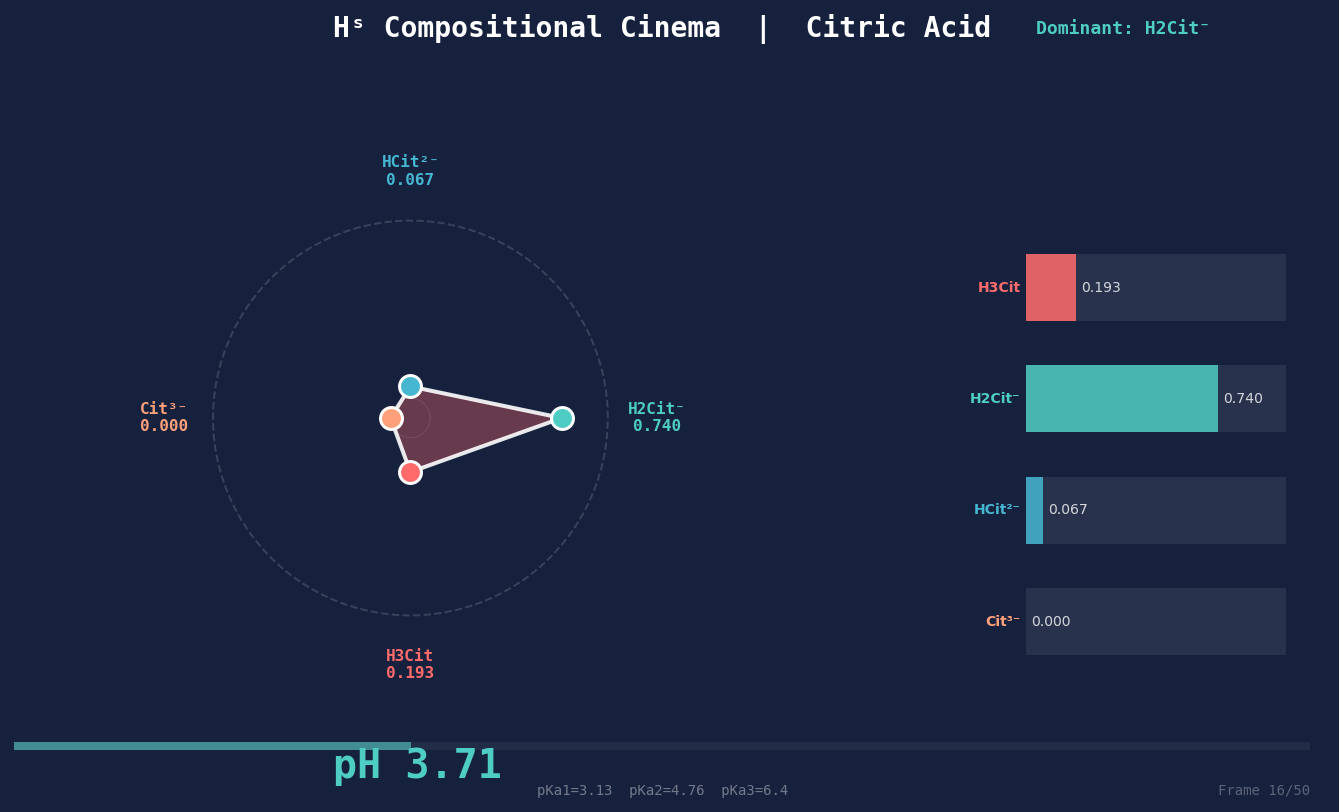 Hˢ Compositional Cinema | Citric Acid
Dominant: H2Cit⁻
HCit²⁻
0.067
Cit³⁻
0.000
H2Cit⁻
0.740
H3Cit
0.193
H3Cit 0.193
H2Cit⁻ 0.740
HCit²⁻ 0.067
Cit³⁻ 0.000
pH 3.71
pKa1=3.13 pKa2=4.76 pKa3=6.4
Frame 16/50